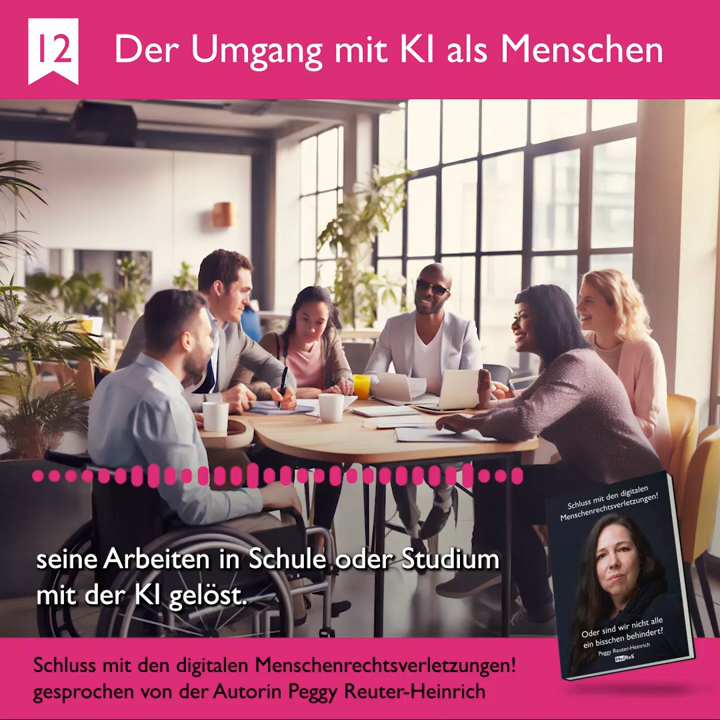 12
Der Umgang mit KI als Menschen
seine Arbeiten in Schule oder Studium
mit der KI gelöst.
Schluss mit den digitalen
Menschenrechtsverletzungen!
Oder sind wir nicht alle
ein bisschen behindert?
Peggy Reuter-Heinrich
Schluss mit den digitalen Menschenrechtsverletzungen!
gesprochen von der Autorin Peggy Reuter-Heinrich